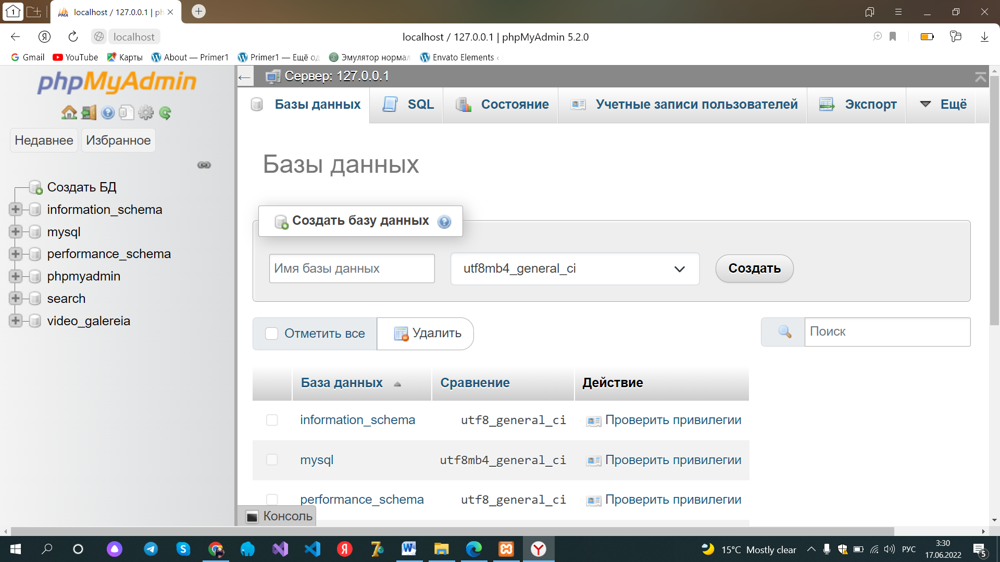 1
localhost / 127.0.0.1 | ph
localhost
localhost / 127.0.0.1 | phpMyAdmin 5.2.0
Gmail YouTube Карты About — Primer1 Primer1 — Ещё од Эмулятор нормал Envato Elements ‹
phpMyAdmin
Недавнее Избранное
Создать БД
information_schema
mysql
performance_schema
phpmyadmin
search
video_galereia
Сервер: 127.0.0.1
Базы данных SQL Состояние Учетные записи пользователей Экспорт Ещё
Базы данных
Создать базу данных
Имя базы данных utf8mb4_general_ci Создать
Отметить все Удалить Поиск
База данных Сравнение Действие
information_schema utf8_general_ci Проверить привилегии
mysql utf8mb4_general_ci Проверить привилегии
performance_schema utf8_general_ci Проверить привилегии
Консоль
15°C Mostly clear РУС 3:30
17.06.2022 5